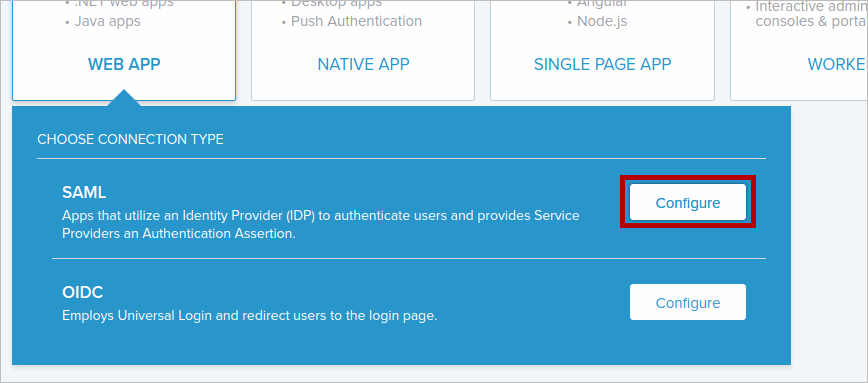 • .NET web apps
• Java apps
WEB APP
• Desktop apps
• Push Authentication
NATIVE APP
• Angular
• Node.js
SINGLE PAGE APP
• Interactive admin
consoles & porta
WORKE
CHOOSE CONNECTION TYPE
SAML
Apps that utilize an Identity Provider (IDP) to authenticate users and provides Service
Providers an Authentication Assertion.
Configure
OIDC
Employs Universal Login and redirect users to the login page.
Configure